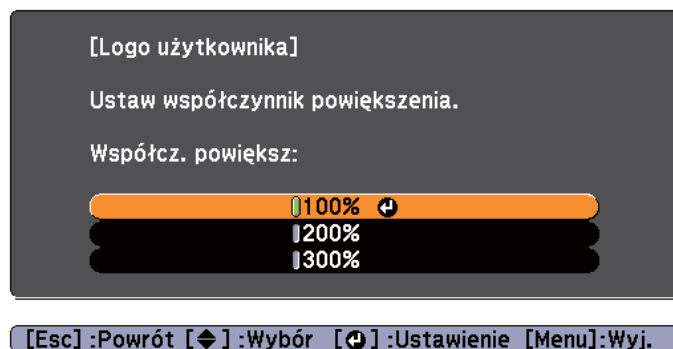 [Logo użytkownika]
Ustaw współczynnik powiększenia.
Współcz. powiększ:
100%
200%
300%
[Esc] :Powrót [◆] :Wybór [⏎] :Ustawienie [Menu]:Wyj.